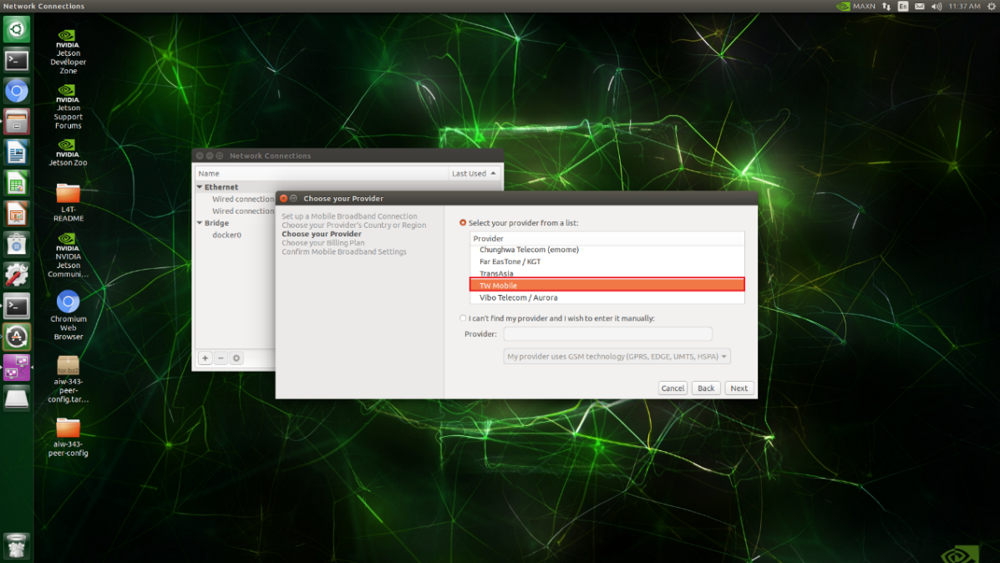 Network Connections
MAXN
En
11:37 AM
NVIDIA
Jetson
Developer
Zone
NVIDIA
Jetson
Support
Forums
Jetson Zoo
L4T-
README
NVIDIA
Jetson
Communi...
Chromium
Web
Browser
tar.bz2
aiw-343-
peer-
config.tar...
aiw-343-
peer-config
Network Connections
Name
Last Used
Ethernet
Wired connection
Wired connection
Bridge
docker0
Choose your Provider
Set up a Mobile Broadband Connection
Choose your Provider's Country or Region
Choose your Provider
Choose your Billing Plan
Confirm Mobile Broadband Settings
Select your provider from a list:
Provider
Chunghwa Telecom (emome)
Far EasTone / KGT
TransAsia
TW Mobile
Vibo Telecom / Aurora
I can't find my provider and I wish to enter it manually:
Provider:
My provider uses GSM technology (GPRS, EDGE, UMTS, HSPA)
Cancel
Back
Next